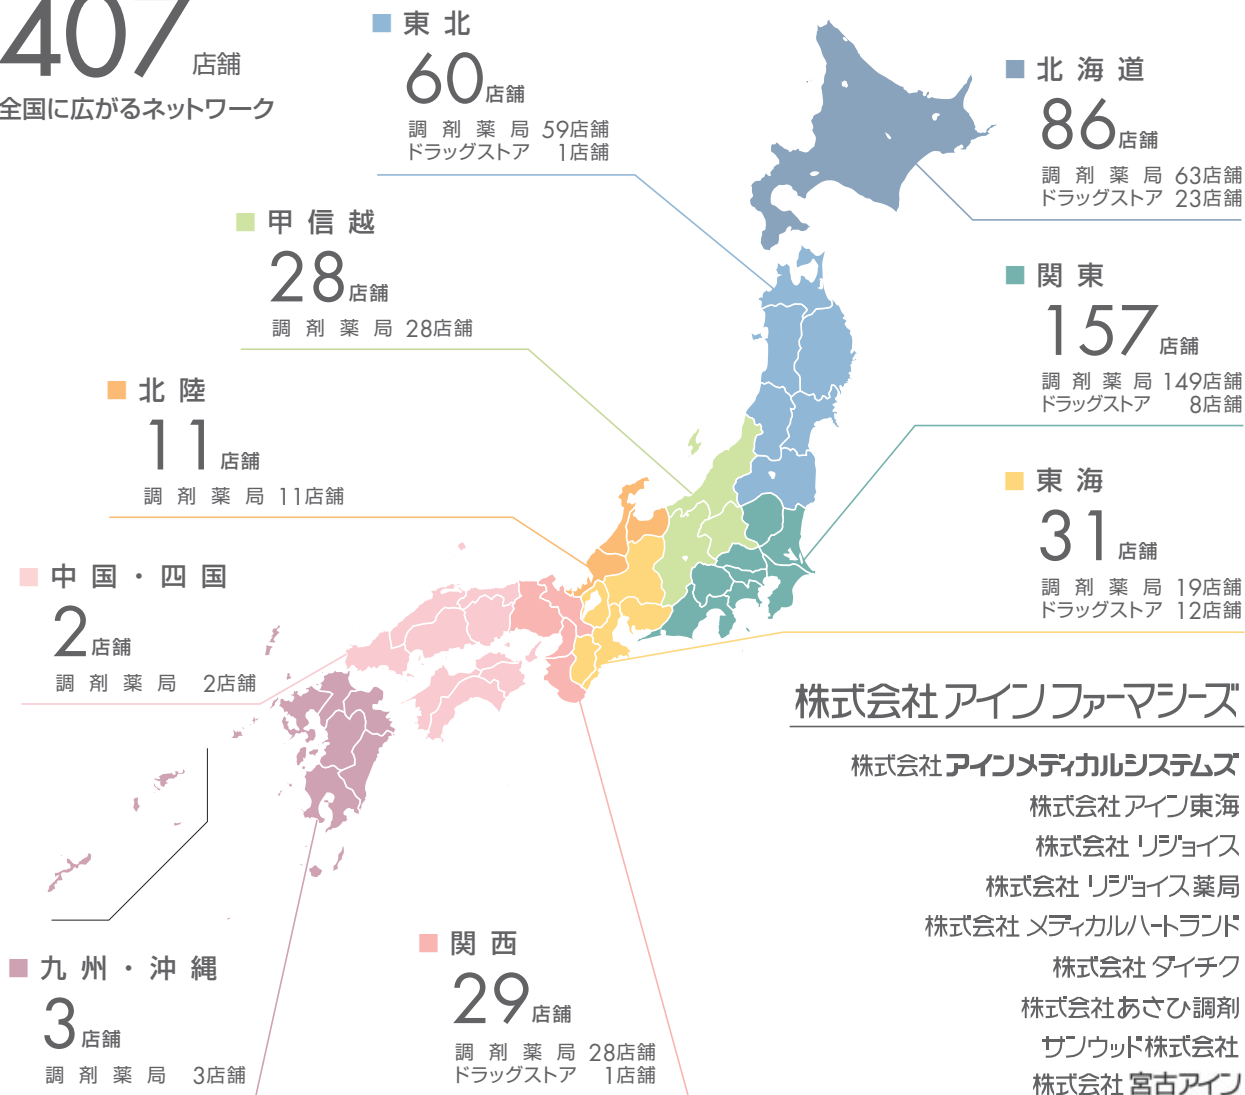 407店舗
全国に広がるネットワーク
東北
60店舗
調剤薬局 59店舗
ドラッグストア 1店舗
北海道
86店舗
調剤薬局 63店舗
ドラッグストア 23店舗
甲信越
28店舗
調剤薬局 28店舗
関東
157店舗
調剤薬局 149店舗
ドラッグストア 8店舗
北陸
11店舗
調剤薬局 11店舗
東海
31店舗
調剤薬局 19店舗
ドラッグストア 12店舗
中国・四国
2店舗
調剤薬局 2店舗
九州・沖縄
3店舗
調剤薬局 3店舗
関西
29店舗
調剤薬局 28店舗
ドラッグストア 1店舗
株式会社アインファーマシーズ
株式会社アインメディカルシステムズ
株式会社アイン東海
株式会社リジョイス
株式会社リジョイス薬局
株式会社メディカルハートランド
株式会社ダイチク
株式会社あさひ調剤
サンウッド株式会社
株式会社宮古アイン